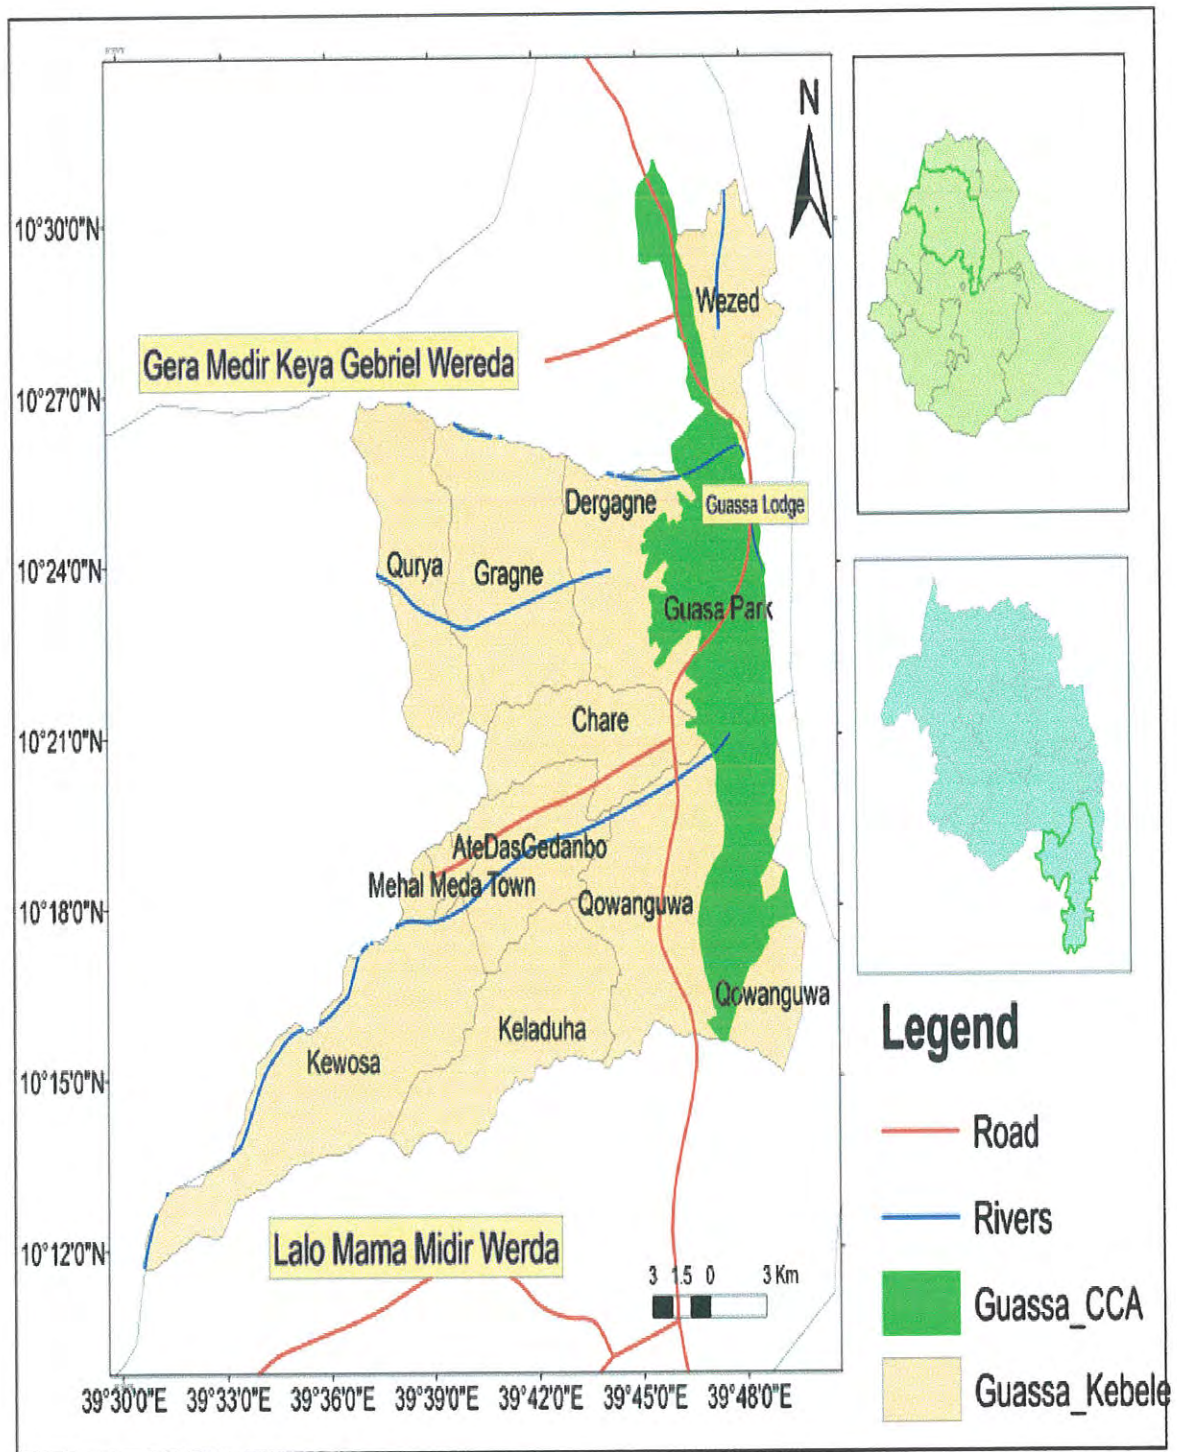 N
10°30'0"N
Wezed
Gera Medir Keya Gebriel Wereda
10°27'0"N
Dergagne
Guassa Lodge
Qurya
Gragne
10°24'0"N
Guasa Park
Chare
10°21'0"N
AteDasGedanbo
Mehal Meda Town
Qowanguwa
10°18'0"N
Qowanguwa
Keladuha
Kewosa
10°15'0"N
Lalo Mama Midir Werda
10°12'0"N
3 1.5 0 3 Km
39°30'0"E 39°33'0"E 39°36'0"E 39°39'0"E 39°42'0"E 39°45'0"E 39°48'0"E
Legend
Road
Rivers
Guassa_CCA
Guassa_Kebele